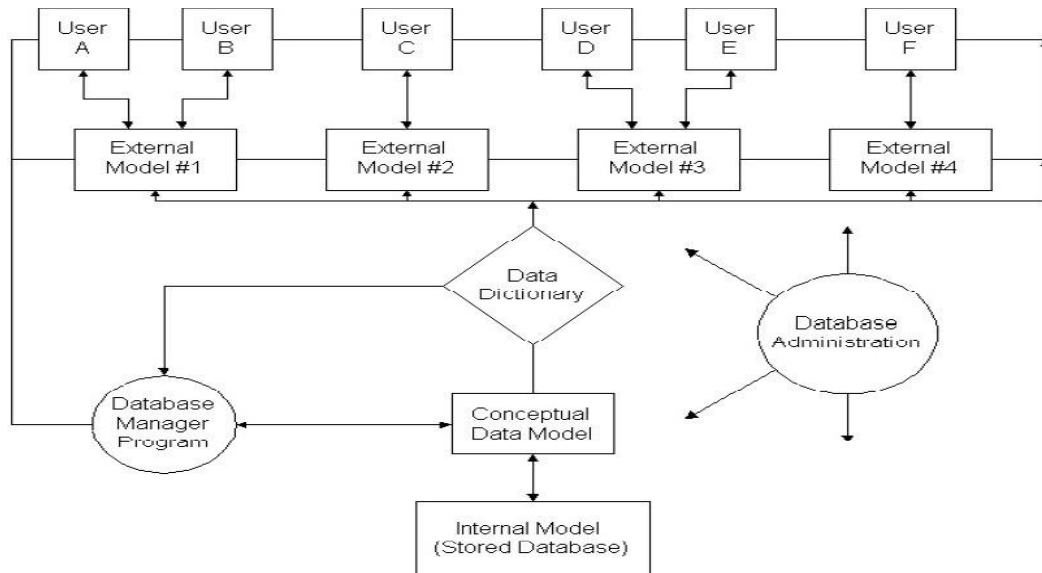 User
A
User
B
User
C
User
D
User
E
User
F
External
Model #1
External
Model #2
External
Model #3
External
Model #4
Data
Dictionary
Database
Administration
Database
Manager
Program
Conceptual
Data Model
Internal Model
(Stored Database)